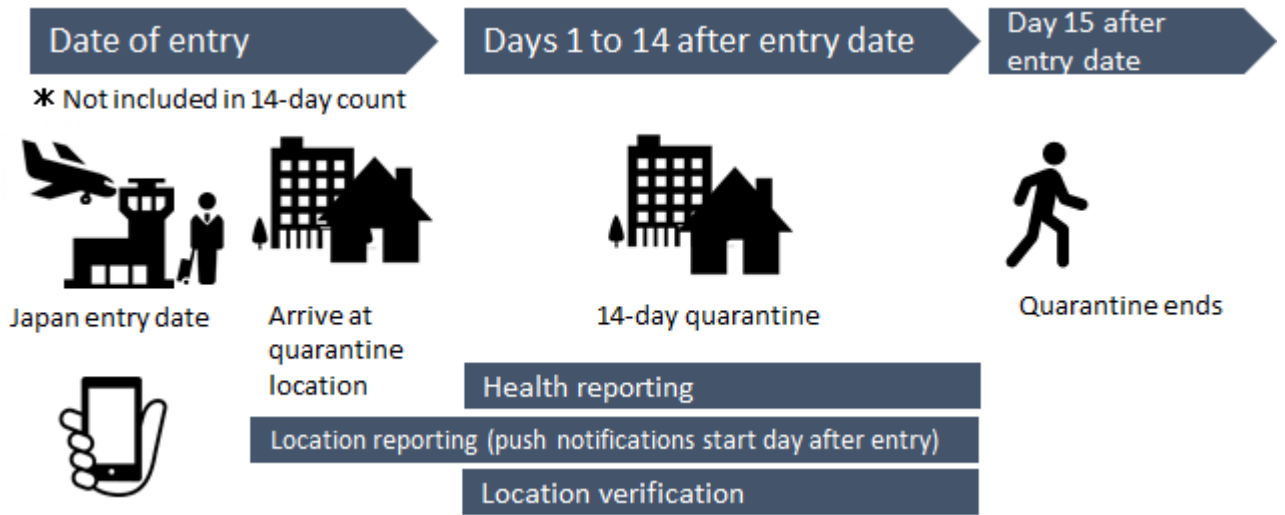 Date of entry
Days 1 to 14 after entry date
Day 15 after
entry date
* Not included in 14-day count
Japan entry date
Arrive at
quarantine
location
14-day quarantine
Quarantine ends
Health reporting
Location reporting (push notifications start day after entry)
Location verification